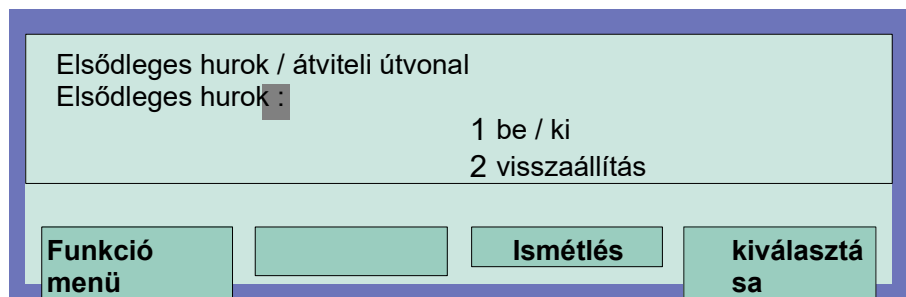 Elsődleges hurok / átviteli útvonal
Elsődleges hurok :
1 be / ki
2 visszaállítás
Funkció
menü
Ismétlés
kiválasztá
sa